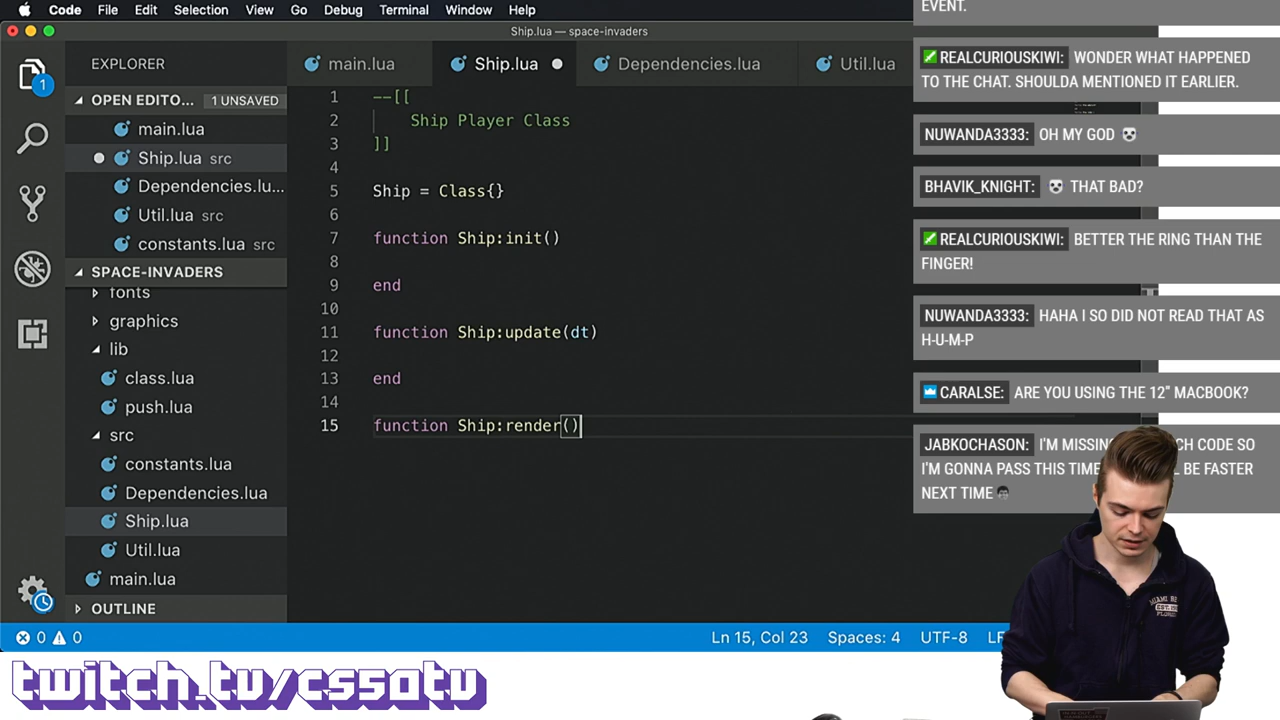 Code File Edit Selection View Go Debug Terminal Window Help
Ship.lua — space-invaders
EXPLORER
OPEN EDITO... 1 UNSAVED
main.lua
Ship.lua src
Dependencies.lu...
Util.lua src
constants.lua src
SPACE-INVADERS
fonts
graphics
lib
class.lua
push.lua
src
constants.lua
Dependencies.lua
Ship.lua
Util.lua
main.lua
OUTLINE
1
main.lua Ship.lua Dependencies.lua Util.lua
1 --[[
2 Ship Player Class
3 ]]
4
5 Ship = Class{}
6
7 function Ship:init()
8
9 end
10
11 function Ship:update(dt)
12
13 end
14
15 function Ship:render()
EVENT.
REALCURIOUSKIWI: WONDER WHAT HAPPENED
TO THE CHAT. SHOULDA MENTIONED IT EARLIER.
NUWANDA3333: OH MY GOD
BHAVIK_KNIGHT: THAT BAD?
REALCURIOUSKIWI: BETTER THE RING THAN THE
FINGER!
NUWANDA3333: HAHA I SO DID NOT READ THAT AS
H-U-M-P
CARALSE: ARE YOU USING THE 12" MACBOOK?
JABKOCHASON: I'M MISSING CH CODE SO
I'M GONNA PASS THIS TIME BE FASTER
NEXT TIME
0 0 Ln 15, Col 23 Spaces: 4 UTF-8 LF
twitch.tv/cs50tv